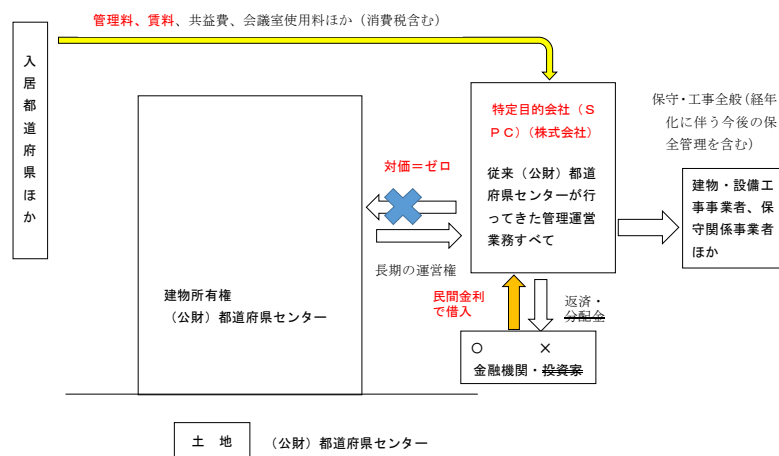 管理料、賃料、共益費、会議室使用料ほか（消費税含む）
入居都道府県ほか
特定目的会社（Ｓ
ＰＣ）（株式会社）
従来（公財）都道
府県センターが行
ってきた管理運営
業務すべて
保守・工事全般（経年
化に伴う今後の保
全管理を含む）
建物・設備工
事事業者、保
守関係事業者
ほか
対価＝ゼロ
長期の運営権
建物所有権
（公財）都道府県センター
民間金利
で借入
返済・
分配金
○　×
金融機関・投資家
土　地
（公財）都道府県センター